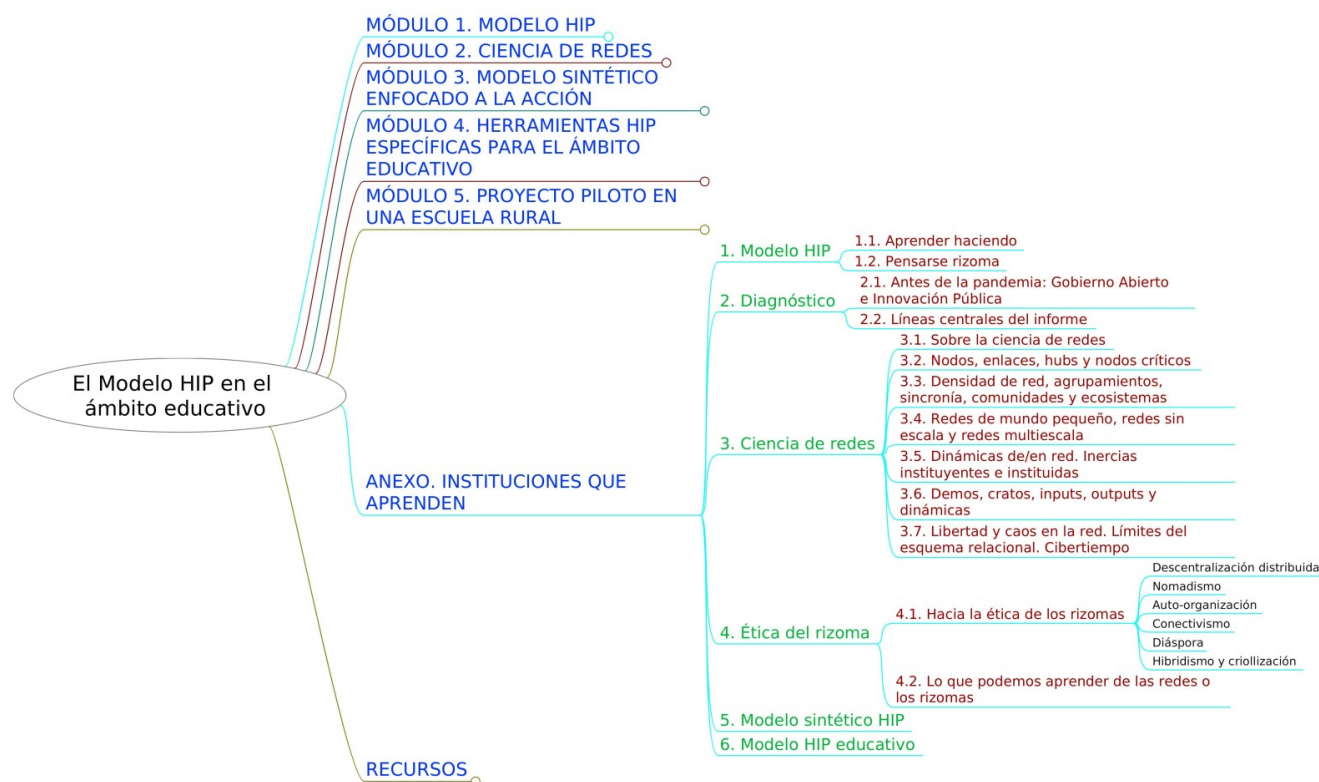 MÓDULO 1. MODELO HIP
MÓDULO 2. CIENCIA DE REDES
MÓDULO 3. MODELO SINTÉTICO
ENFOCADO A LA ACCIÓN
MÓDULO 4. HERRAMIENTAS HIP
ESPECÍFICAS PARA EL ÁMBITO
EDUCATIVO
MÓDULO 5. PROYECTO PILOTO EN
UNA ESCUELA RURAL
El Modelo HIP en el
ámbito educativo
ANEXO. INSTITUCIONES QUE
APRENDEN
1. Modelo HIP
1.1. Aprender haciendo
1.2. Pensarse rizoma
2. Diagnóstico
2.1. Antes de la pandemia: Gobierno Abierto
e Innovación Pública
2.2. Líneas centrales del informe
3. Ciencia de redes
3.1. Sobre la ciencia de redes
3.2. Nodos, enlaces, hubs y nodos críticos
3.3. Densidad de red, agrupamientos,
sincronía, comunidades y ecosistemas
3.4. Redes de mundo pequeño, redes sin
escala y redes multiescala
3.5. Dinámicas de/en red. Inercias
instituyentes e instituidas
3.6. Demos, cratos, inputs, outputs y
dinámicas
3.7. Libertad y caos en la red. Límites del
esquema relacional. Cibertiempo
4. Ética del rizoma
4.1. Hacia la ética de los rizomas
Descentralización distribuida
Nomadismo
Auto-organización
Conectivismo
Diáspora
Hibridismo y criollización
4.2. Lo que podemos aprender de las redes o
los rizomas
5. Modelo sintético HIP
6. Modelo HIP educativo
RECURSOS